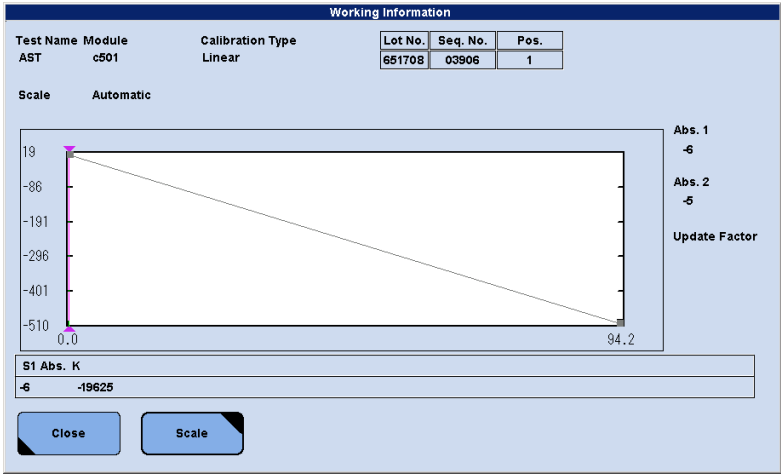 Working Information
Test Name Module Calibration Type Lot No. Seq. No. Pos.
AST c501 Linear 651708 03906 1
Scale Automatic
Abs. 1
-6
Abs. 2
-5
Update Factor
19
-86
-191
-296
-401
-510
0.0 94.2
S1 Abs. K
-6 -19625
Close Scale